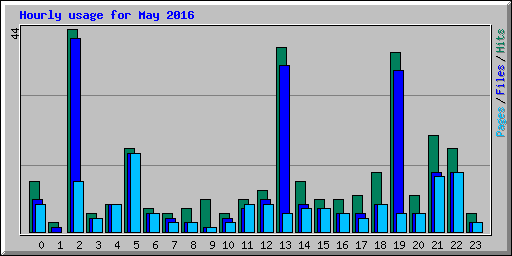 Hourly usage for May 2016
44
Pages / Files / Hits
0 1 2 3 4 5 6 7 8 9 10 11 12 13 14 15 16 17 18 19 20 21 22 23